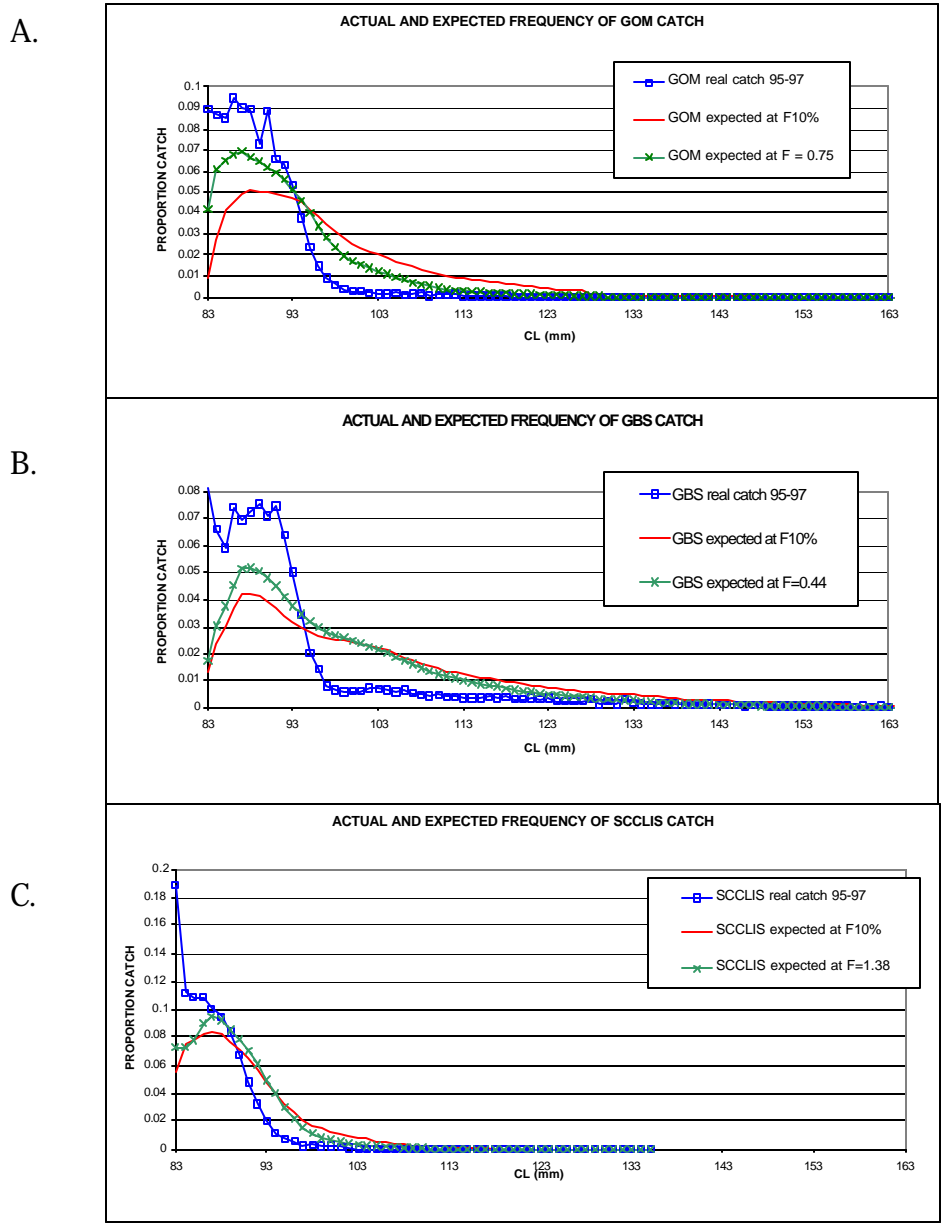 A.
ACTUAL AND EXPECTED FREQUENCY OF GOM CATCH
GOM real catch 95-97
GOM expected at F10%
GOM expected at F = 0.75
PROPORTION CATCH
0.1
0.09
0.08
0.07
0.06
0.05
0.04
0.03
0.02
0.01
0
83 93 103 113 123 133 143 153 163
CL (mm)
B.
ACTUAL AND EXPECTED FREQUENCY OF GBS CATCH
GBS real catch 95-97
GBS expected at F10%
GBS expected at F=0.44
PROPORTION CATCH
0.08
0.07
0.06
0.05
0.04
0.03
0.02
0.01
0
83 93 103 113 123 133 143 153 163
CL (mm)
C.
ACTUAL AND EXPECTED FREQUENCY OF SCCLIS CATCH
SCCLIS real catch 95-97
SCCLIS expected at F10%
SCCLIS expected at F=1.38
PROPORTION CATCH
0.2
0.18
0.16
0.14
0.12
0.1
0.08
0.06
0.04
0.02
0
83 93 103 113 123 133 143 153 163
CL (mm)